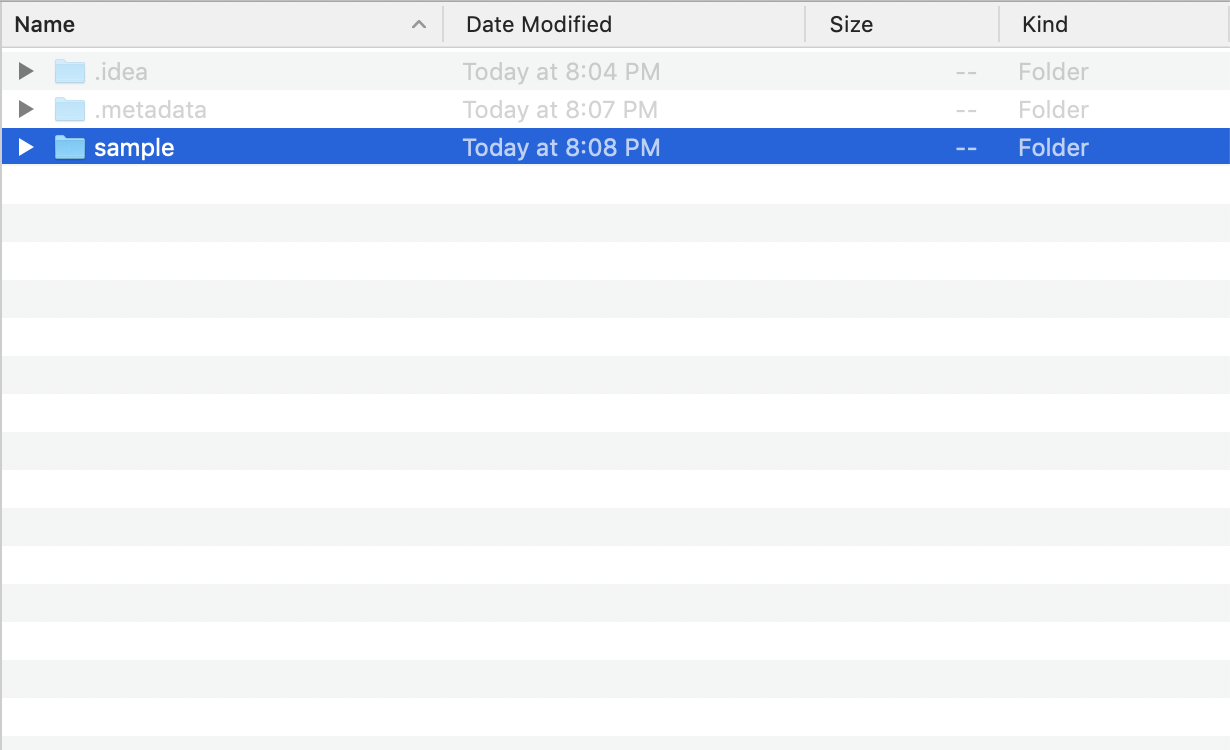 Name Date Modified Size Kind
.idea Today at 8:04 PM -- Folder
.metadata Today at 8:07 PM -- Folder
sample Today at 8:08 PM -- Folder